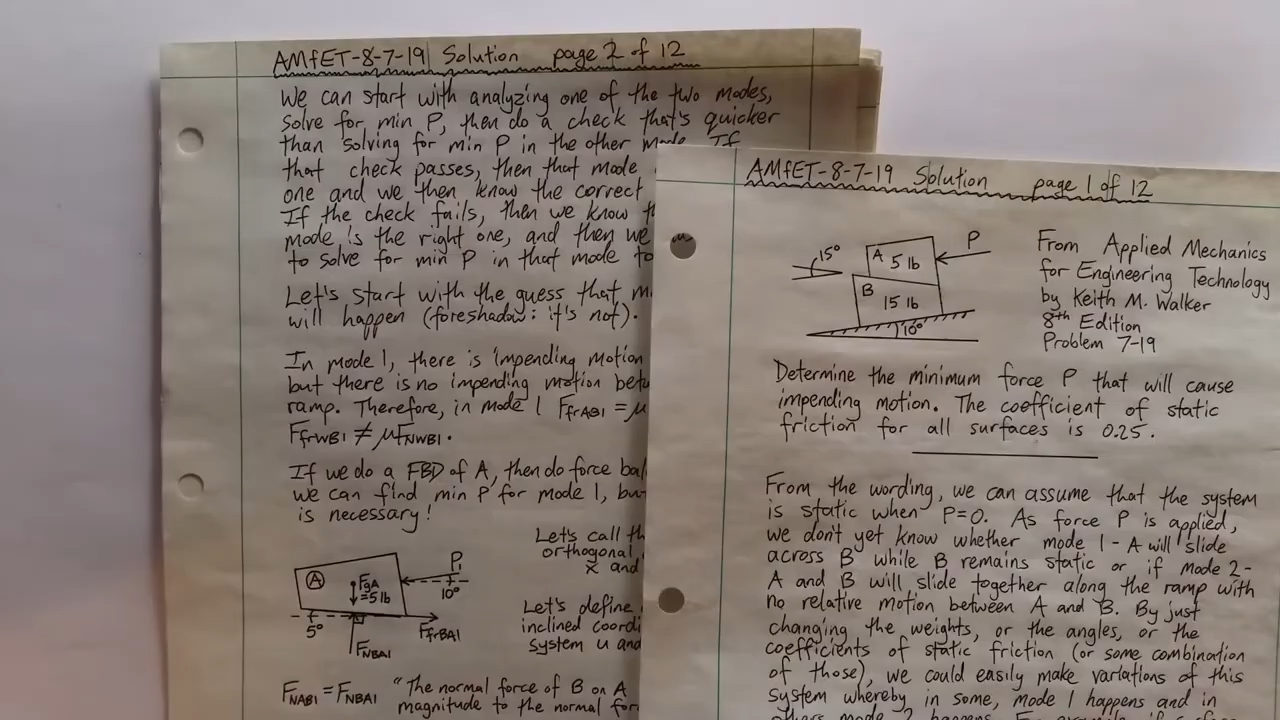 AMfET-8-7-19 Solution page 2 of 12
We can start with analyzing one of the two modes,
solve for min P, then do a check that's quicker
than solving for min P in the other mode. If
that check passes, then that mode
one and we then know the correct
If the check fails, then we know
mode is the right one, and then we
to solve for min P in that mode to
Let's start with the guess that
will happen (foreshadow: it's not).
In mode 1, there is impending motion
but there is no impending motion
ramp. Therefore, in mode 1 FfrAB1 = μ
FfrWB1 ≠ μFNWB1.
If we do a FBD of A, then do force
we can find min P for mode 1,
is necessary!
Let's call
orthogonal
x and
A
FgA
=5 lb
P1
10°
5°
FfrBA1
FNBA1
Let's define
inclined
system u and
FNAB1 = FNBA1 "The normal force of B on A
magnitude to the normal
AMfET-8-7-19 Solution page 1 of 12
15°
A 5 lb
P
B
15 lb
10°
From Applied Mechanics
for Engineering Technology
by Keith M. Walker
8th Edition
Problem 7-19
Determine the minimum force P that will cause
impending motion. The coefficient of static
friction for all surfaces is 0.25.
From the wording, we can assume that the system
is static when P=0. As force P is applied,
we don't yet know whether mode 1 - A will slide
across B while B remains static or if mode 2-
A and B will slide together along the ramp with
no relative motion between A and B. By just
changing the weights, or the angles, or the
coefficients of static friction (or some combination
of those), we could easily make variations of this
system whereby in some, mode 1 happens and in
others mode 2 happens.